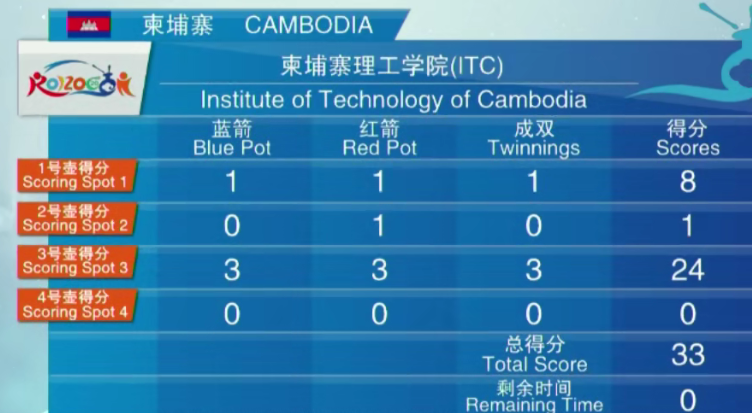 柬埔寨 CAMBODIA
ROBOCON
柬埔寨理工学院(ITC)
Institute of Technology of Cambodia
蓝箭 红箭 成双 得分
Blue Pot Red Pot Twinnings Scores
1号壶得分
Scoring Spot 1
1 1 1 8
2号壶得分
Scoring Spot 2
0 1 0 1
3号壶得分
Scoring Spot 3
3 3 3 24
4号壶得分
Scoring Spot 4
0 0 0 0
总得分
Total Score
33
剩余时间
Remaining Time
0